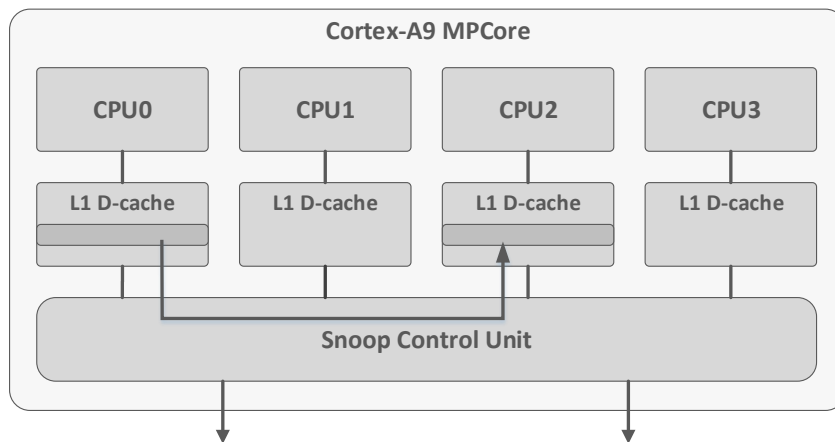 Cortex-A9 MPCore
CPU0 CPU1 CPU2 CPU3
L1 D-cache L1 D-cache L1 D-cache L1 D-cache
Snoop Control Unit